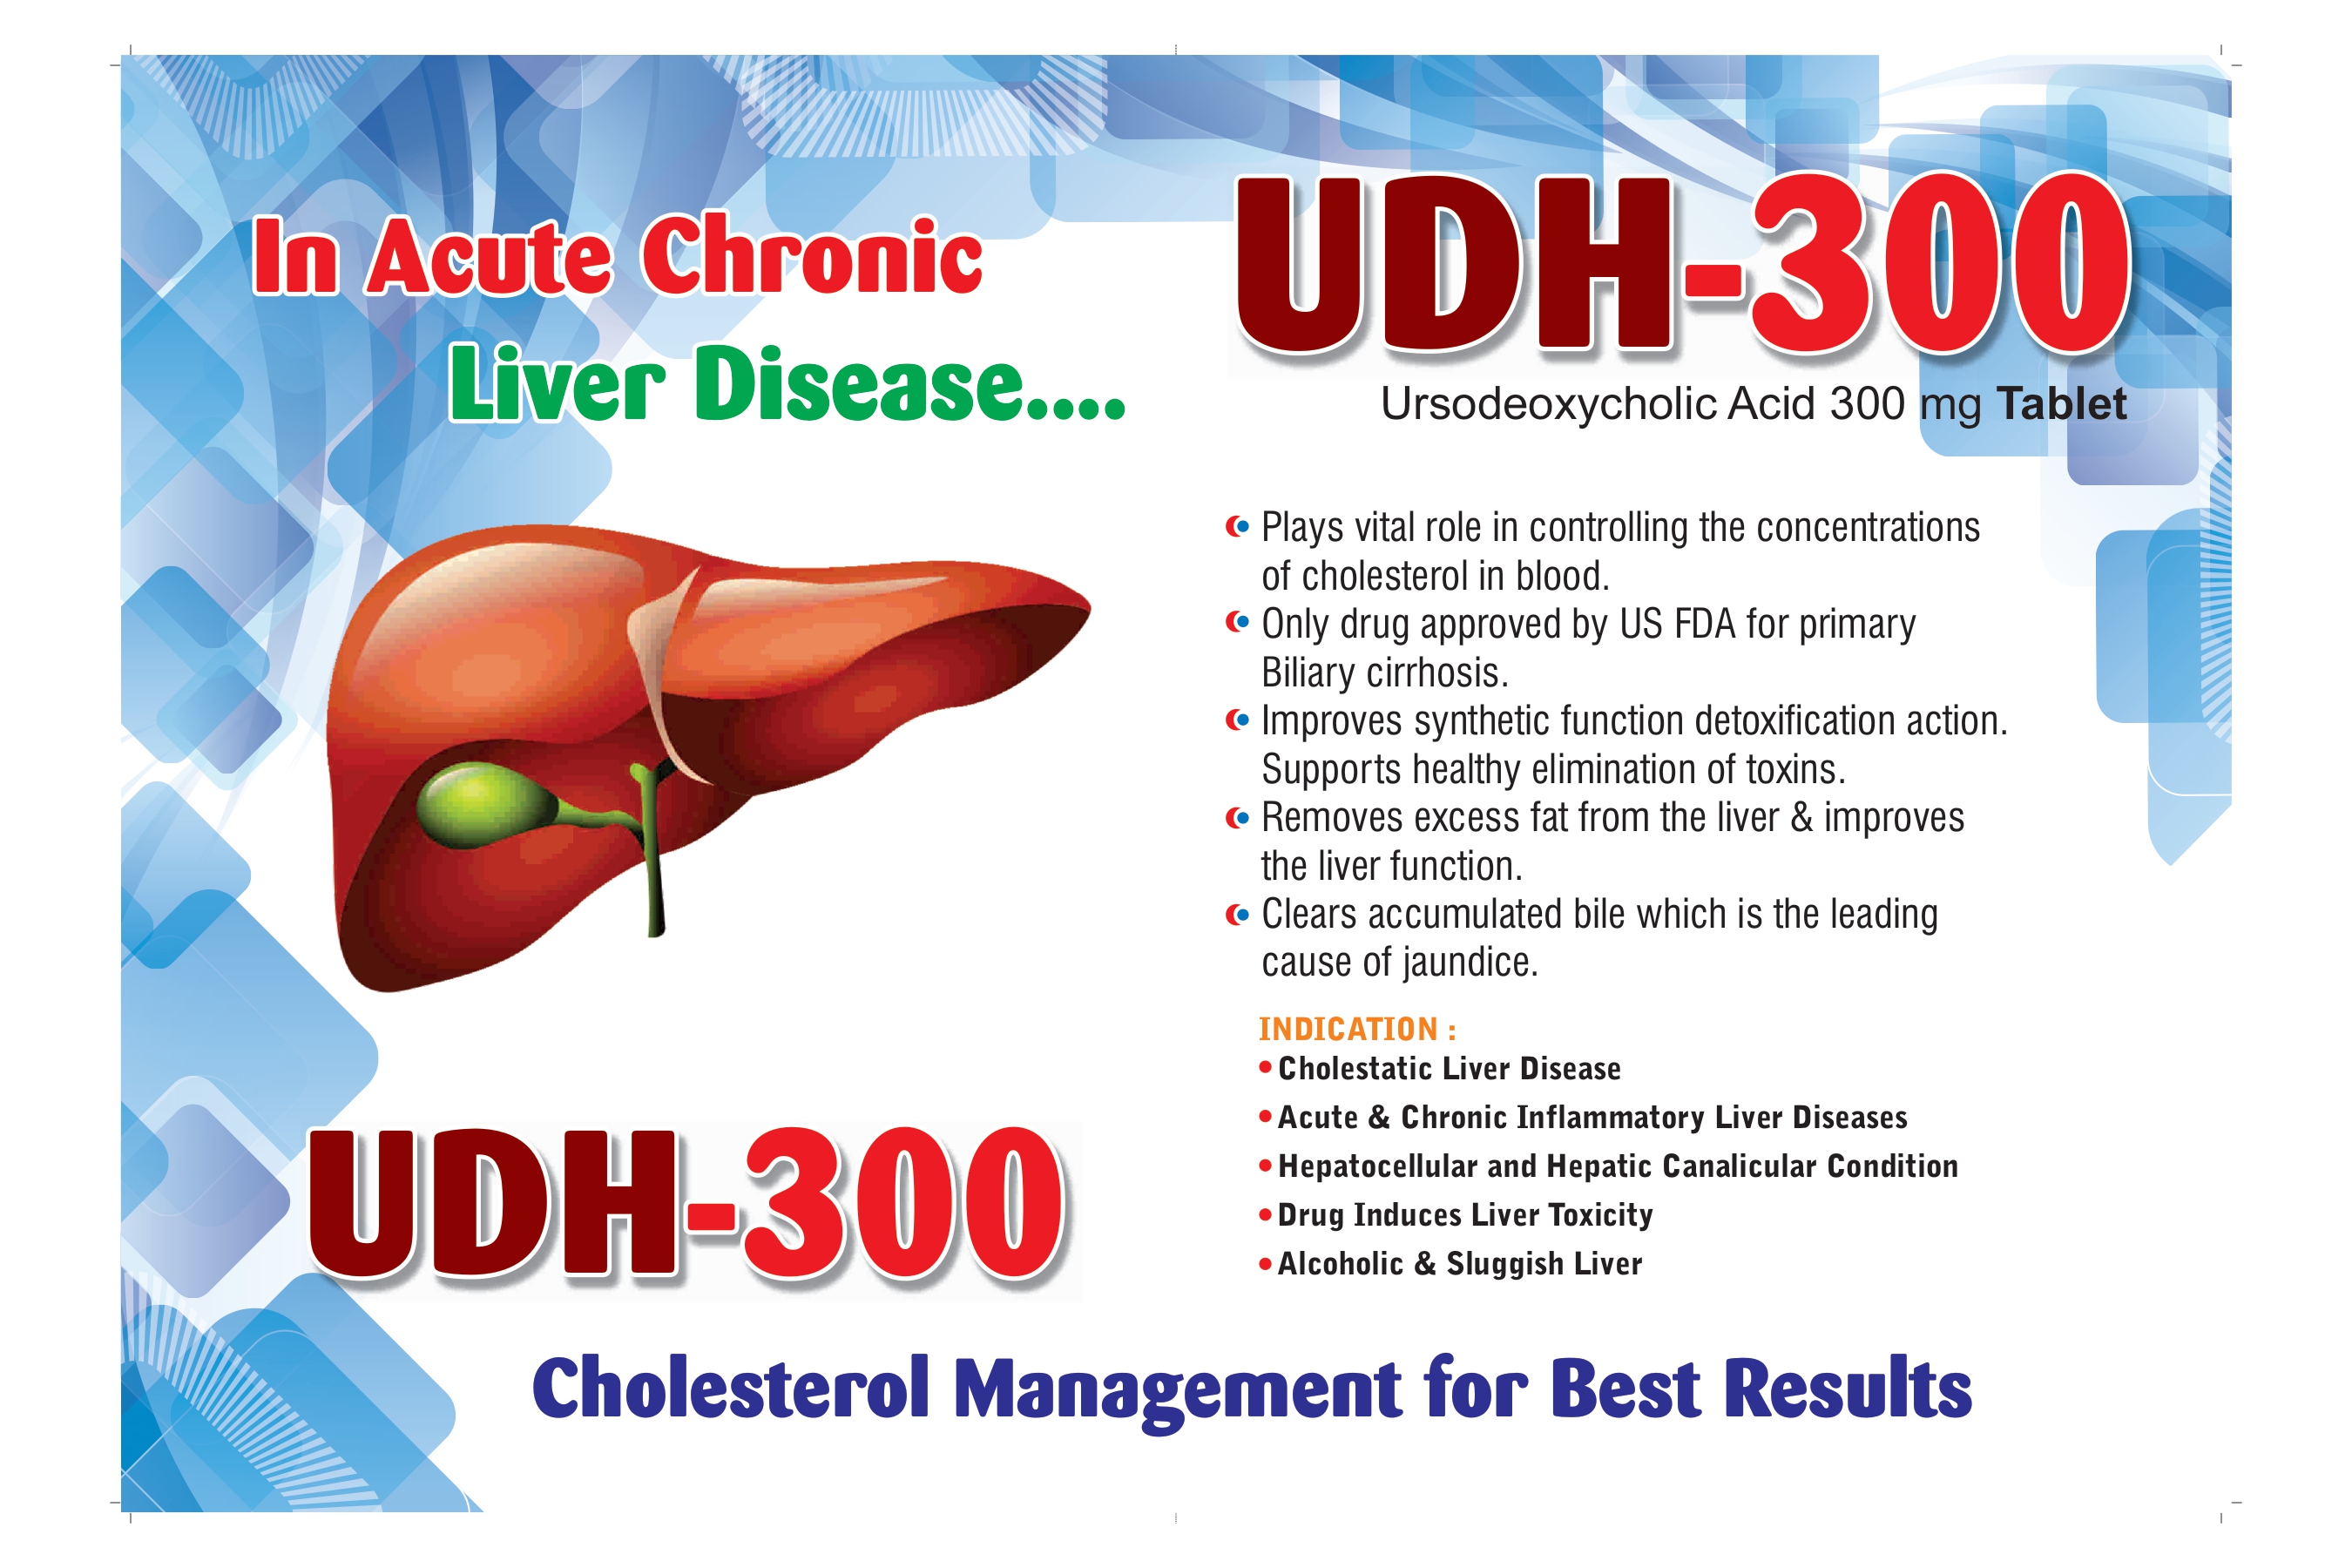 In Acute Chronic
Liver Disease....
UDH-300
UDH-300
Ursodeoxycholic Acid 300 mg Tablet
Plays vital role in controlling the concentrations
of cholesterol in blood.
Only drug approved by US FDA for primary
Biliary cirrhosis.
Improves synthetic function detoxification action.
Supports healthy elimination of toxins.
Removes excess fat from the liver & improves
the liver function.
Clears accumulated bile which is the leading
cause of jaundice.
INDICATION :
• Cholestatic Liver Disease
• Acute & Chronic Inflammatory Liver Diseases
• Hepatocellular and Hepatic Canalicular Condition
• Drug Induces Liver Toxicity
• Alcoholic & Sluggish Liver
Cholesterol Management for Best Results